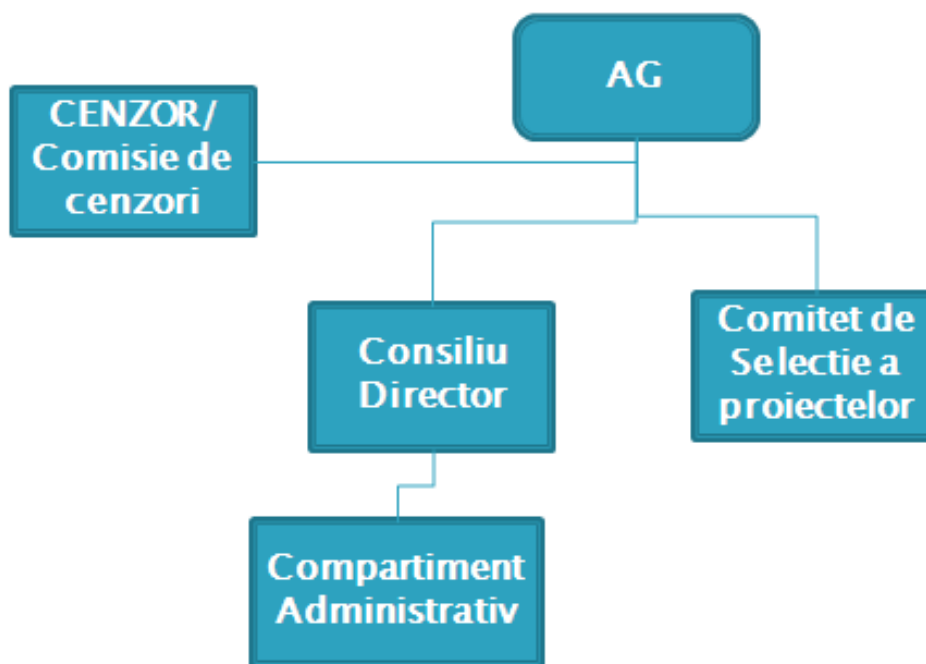 AG
CENZOR/
Comisie de
cenzori
Consiliu
Director
Comitet de
Selectie a
proiectelor
Compartiment
Administrativ